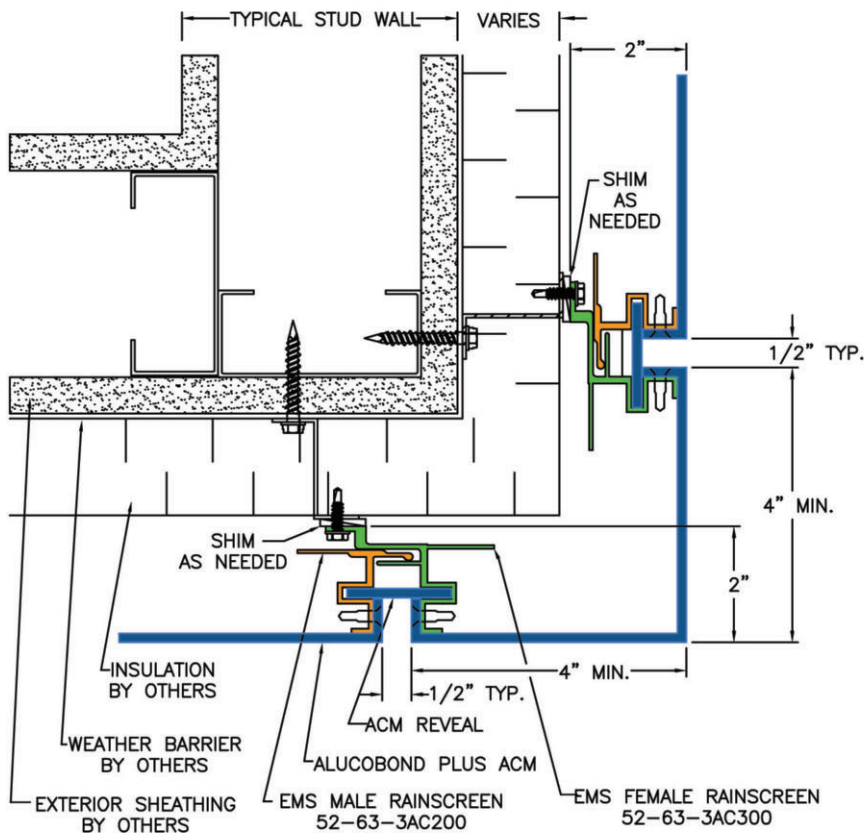 TYPICAL STUD WALL
VARIES
2”
SHIM
AS
NEEDED
1/2” TYP.
4” MIN.
SHIM
AS NEEDED
2”
4” MIN.
INSULATION
BY OTHERS
1/2” TYP.
ACM REVEAL
WEATHER BARRIER
BY OTHERS
ALUCOBOND PLUS ACM
EXTERIOR SHEATHING
BY OTHERS
EMS MALE RAINSCREEN
52-63-3AC200
EMS FEMALE RAINSCREEN
52-63-3AC300